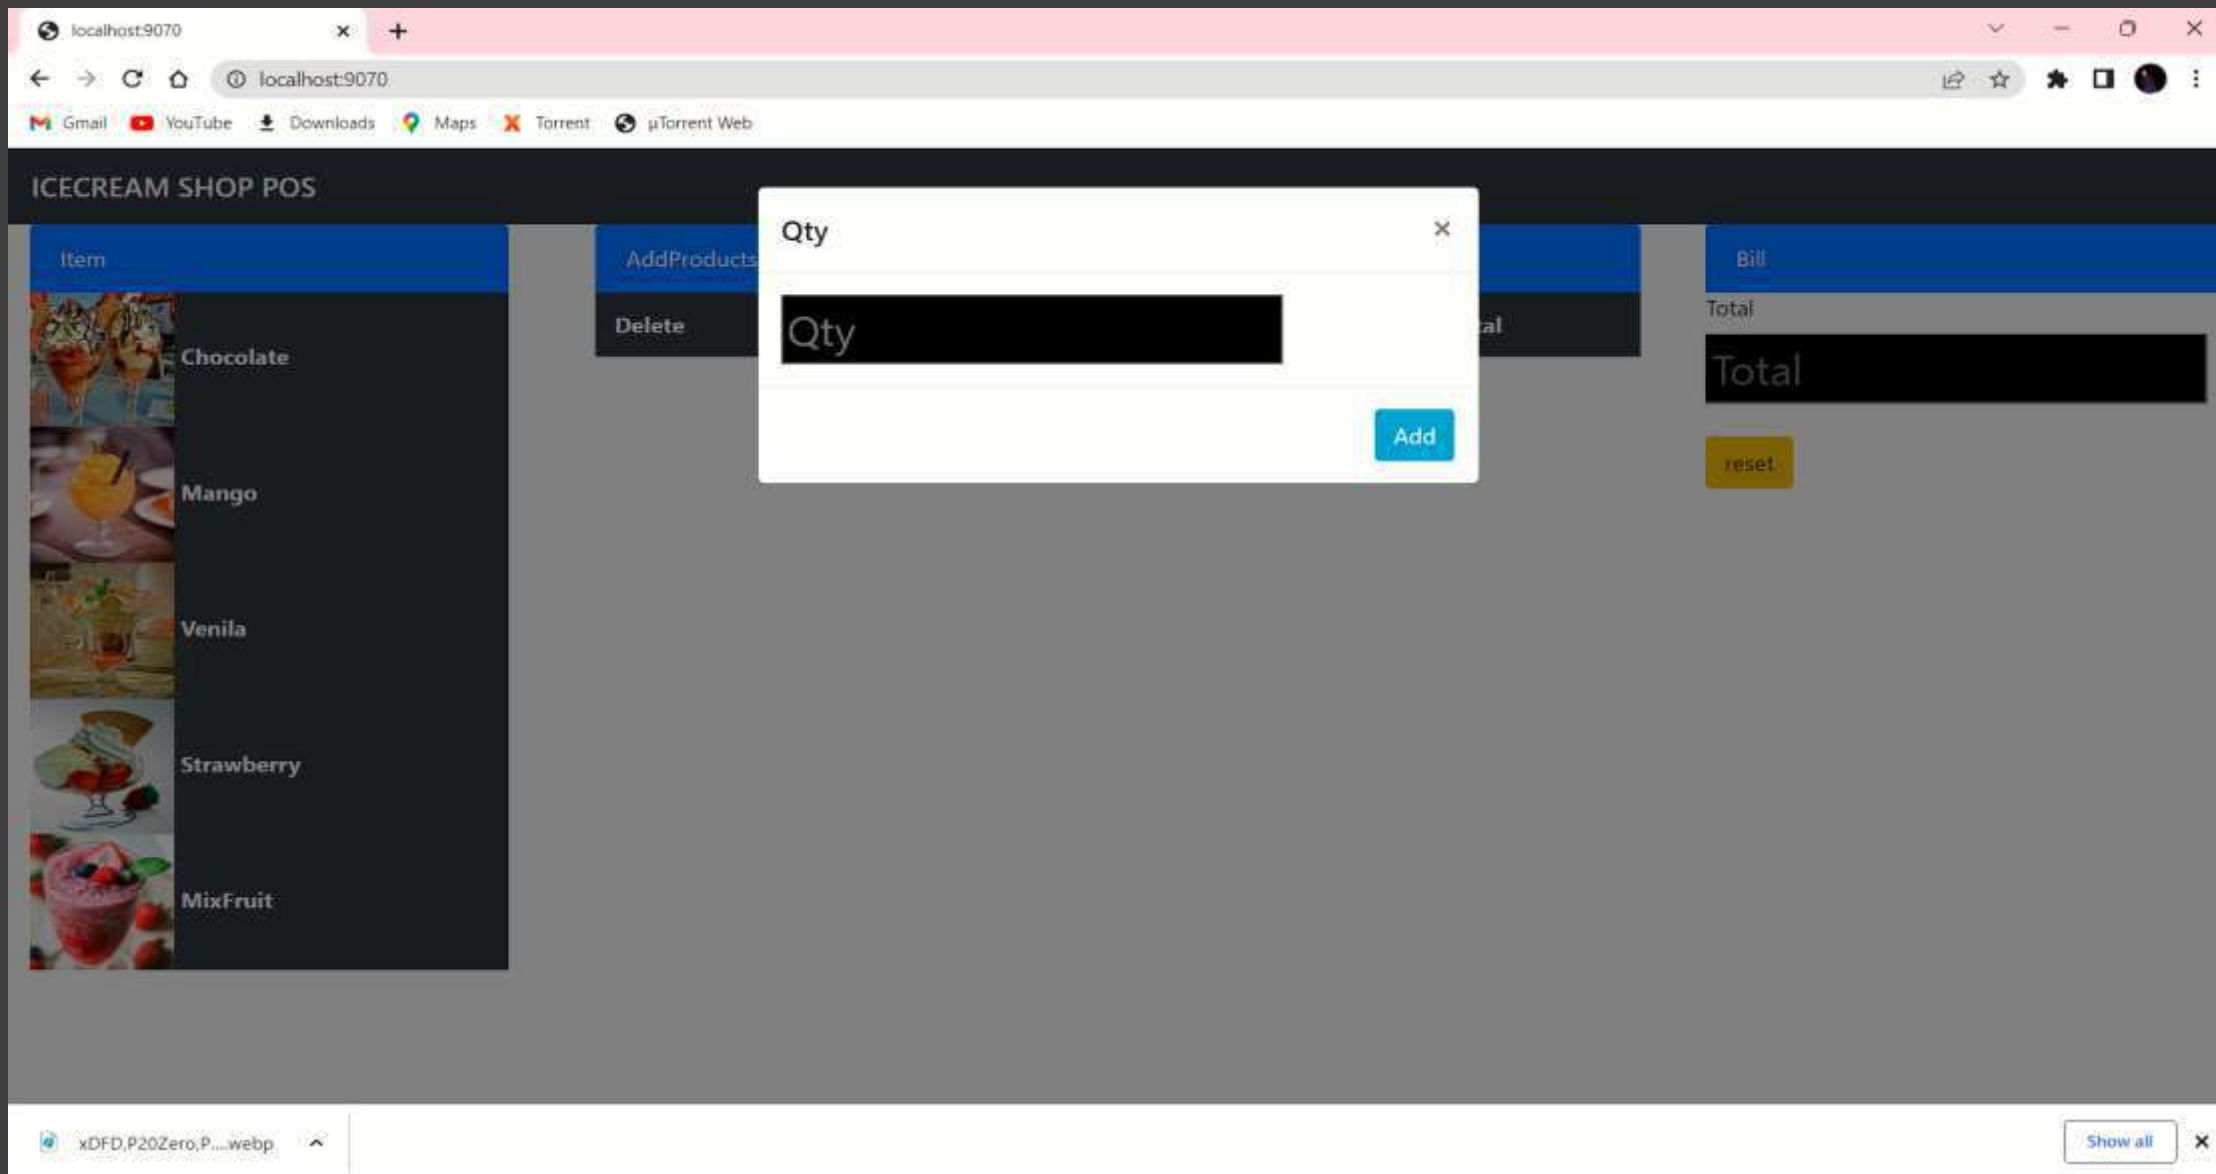 localhost:9070
localhost:9070
Gmail YouTube Downloads Maps Torrent µTorrent Web
ICECREAM SHOP POS
Item
Chocolate
Mango
Venila
Strawberry
MixFruit
AddProducts
Delete
al
Qty
Qty
Add
Bill
Total
Total
reset
xDFD,P20Zero,P....webp
Show all